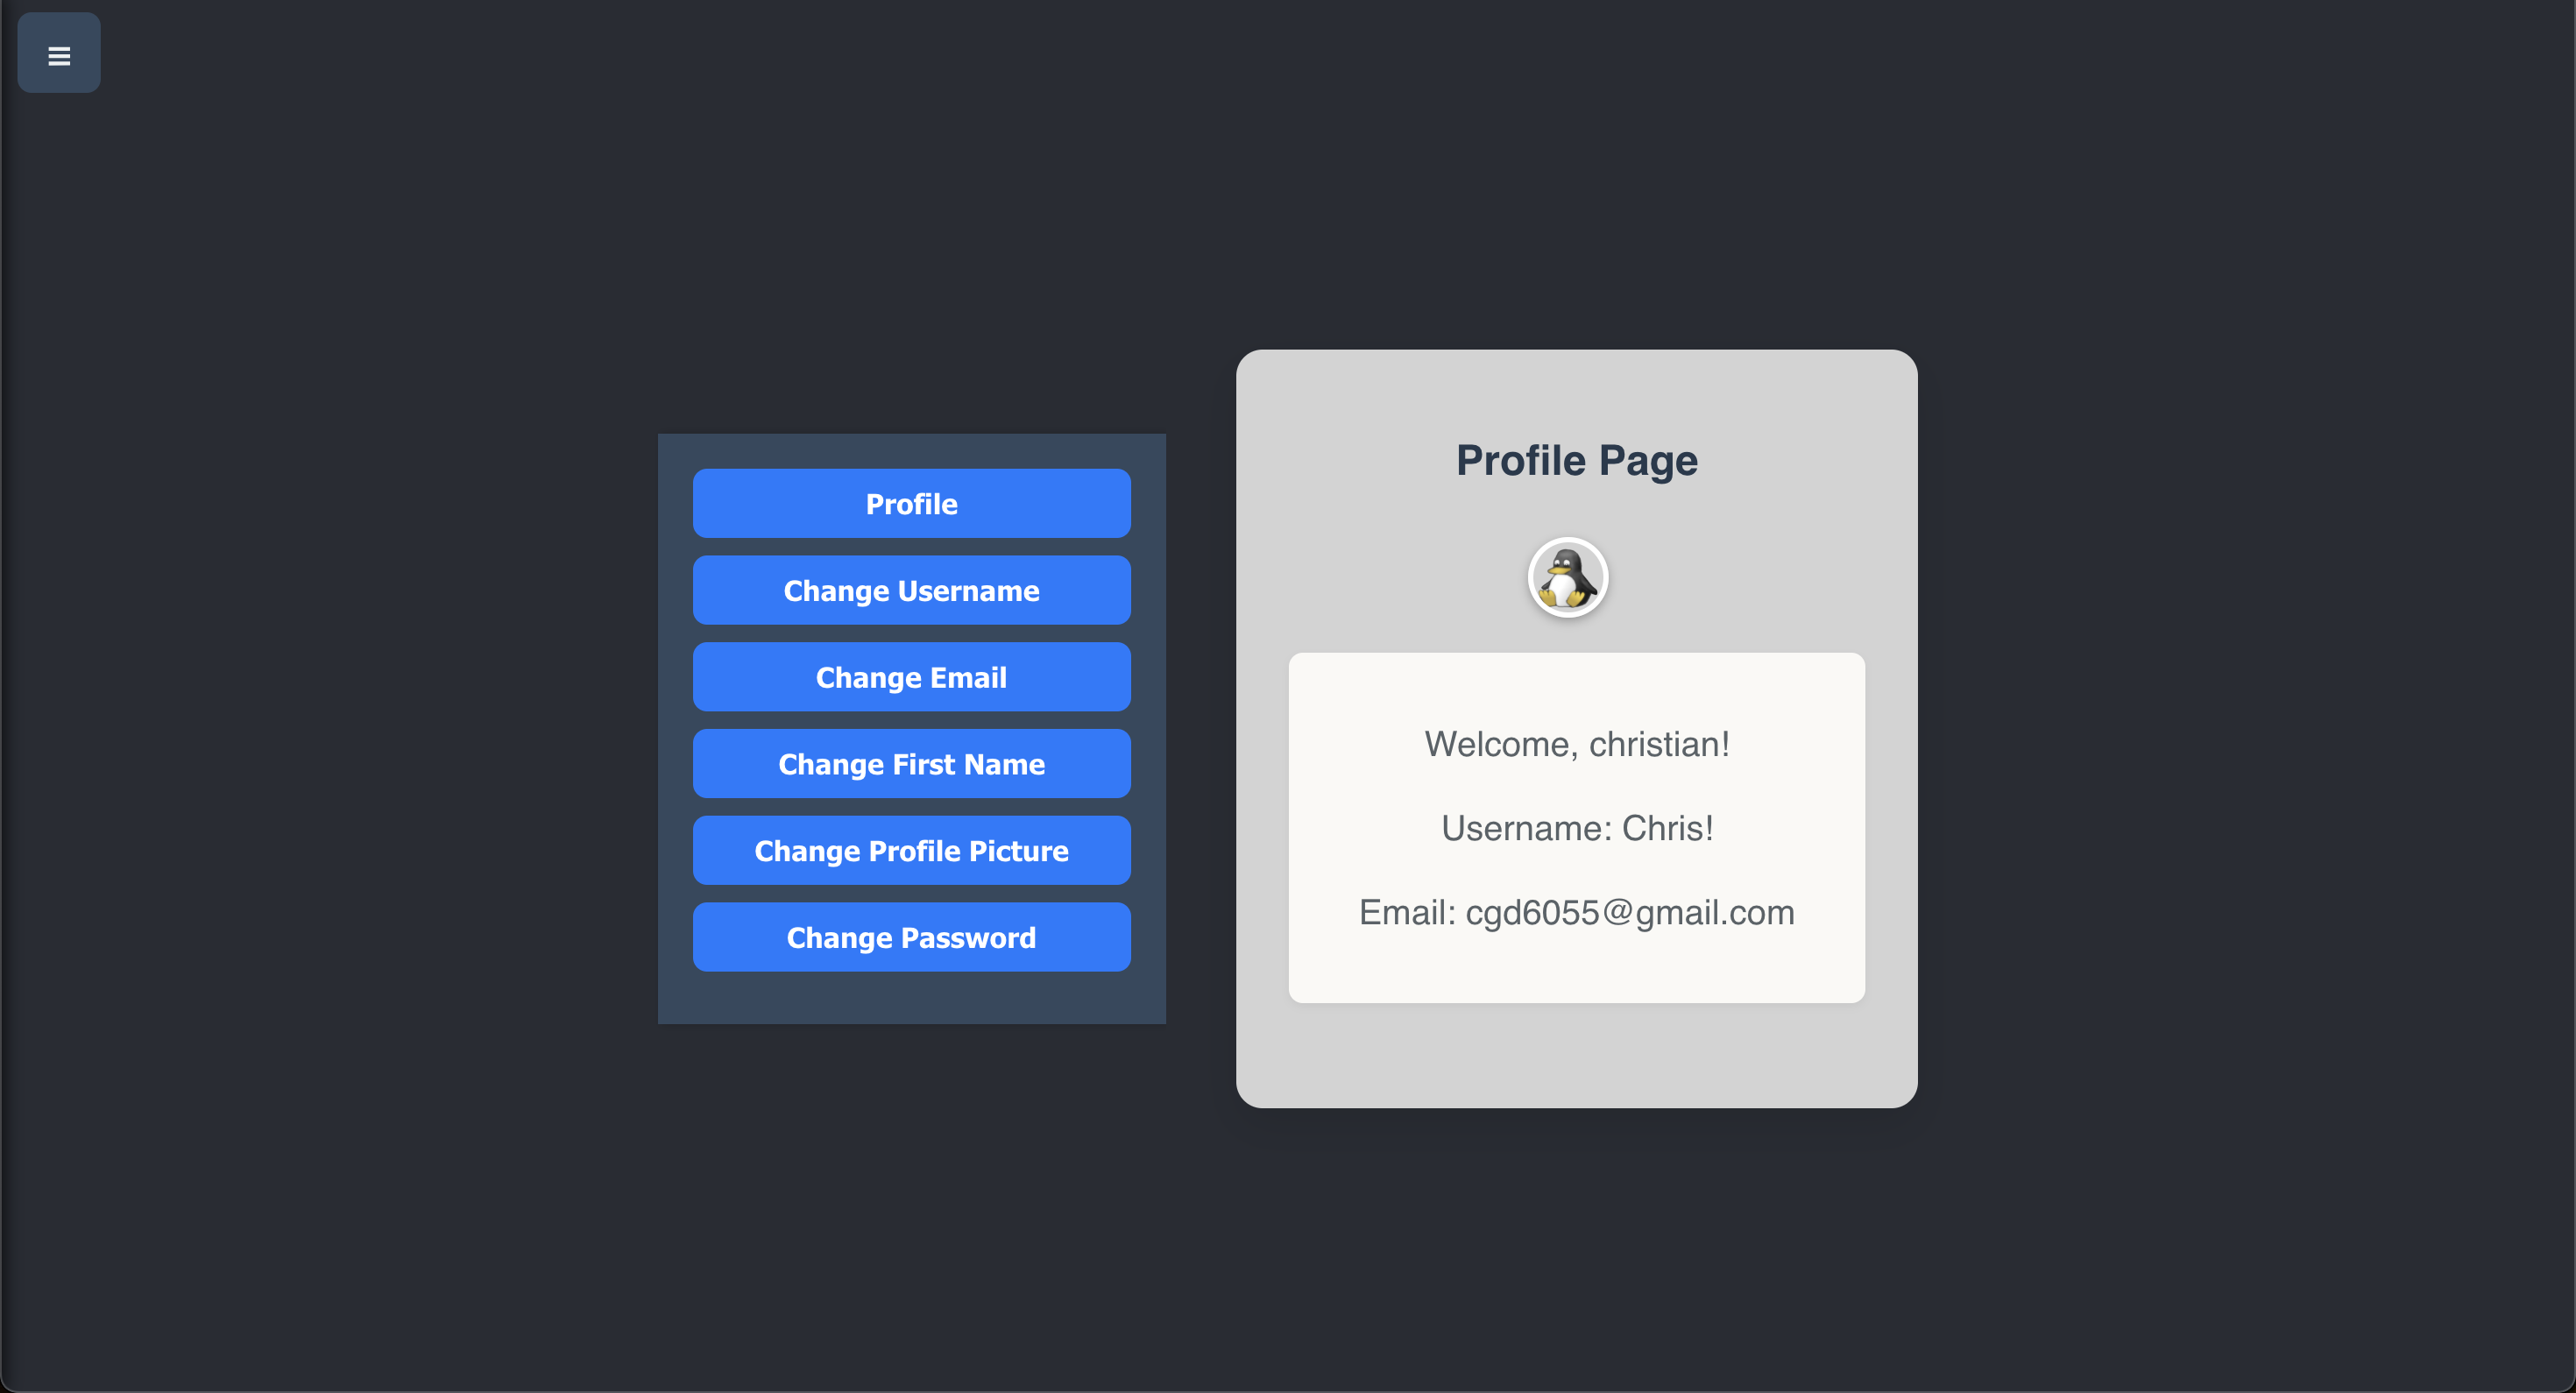 Profile
Change Username
Change Email
Change First Name
Change Profile Picture
Change Password
Profile Page
Welcome, christian!
Username: Chris!
Email: cgd6055@gmail.com